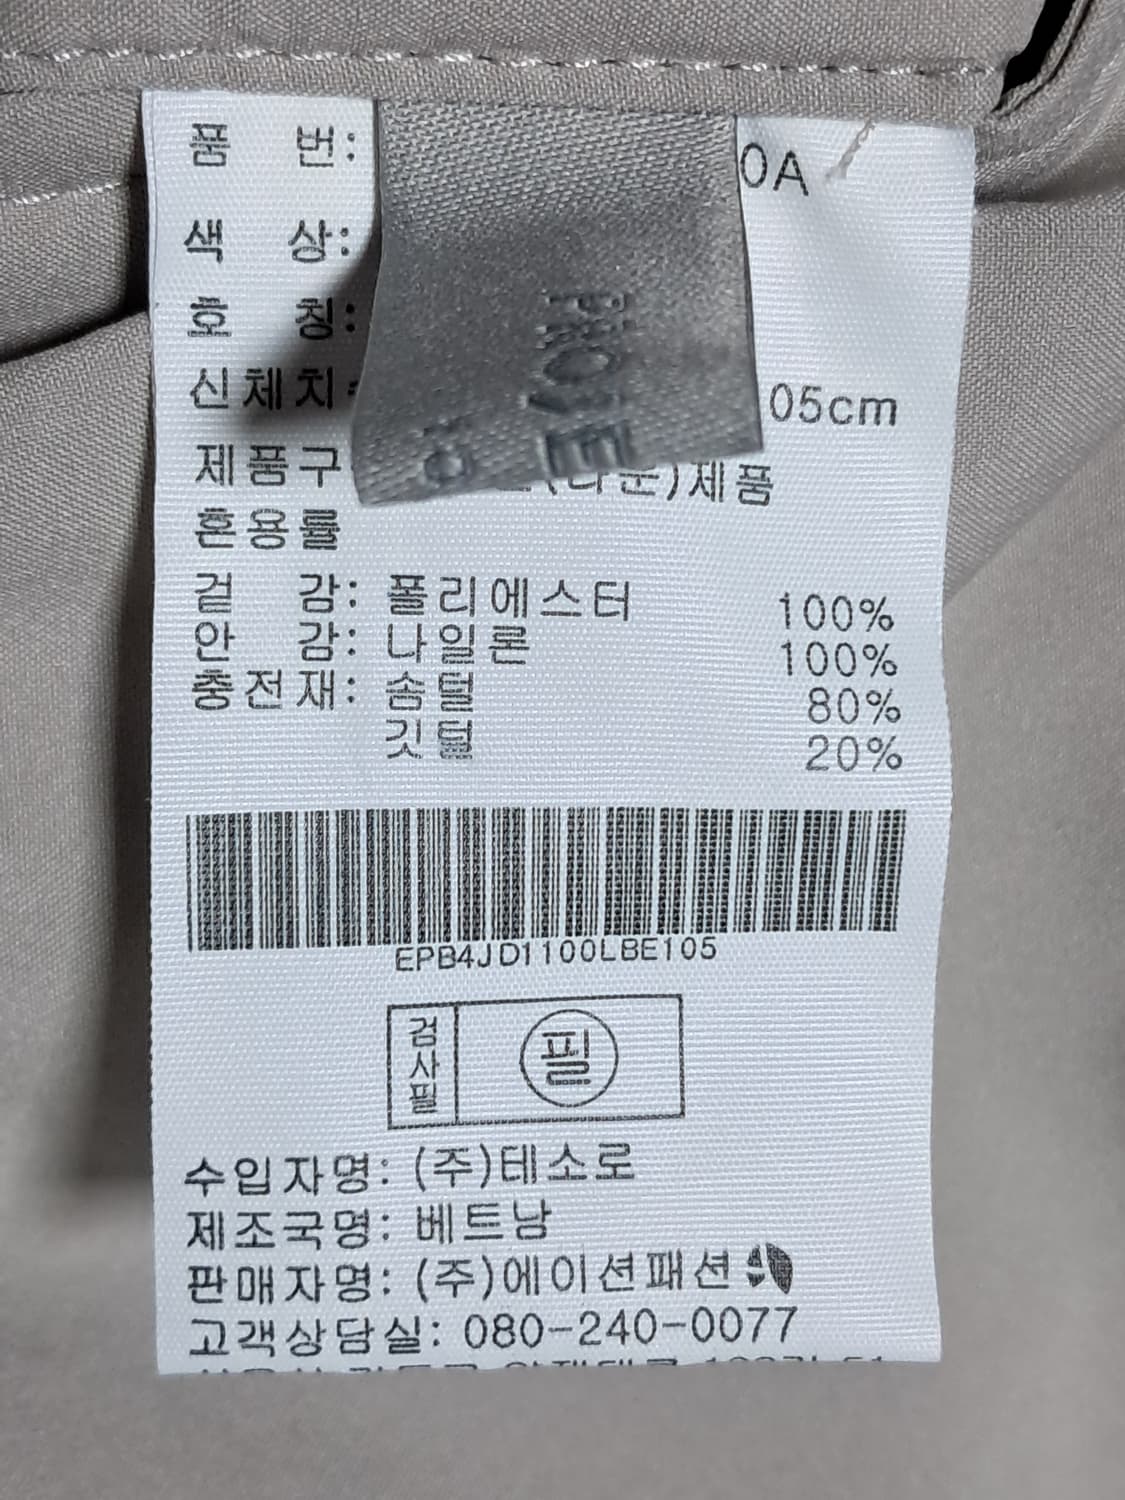 품 번: 0A
색 상:
호 칭:
신체치 05cm
제품구 (다운)제품
혼용률
겉 감: 폴리에스터 100%
안 감: 나일론 100%
충전재: 솜털 80%
깃털 20%
EPB4JD1100LBE105
검사필 필
수입자명: (주)테소로
제조국명: 베트남
판매자명: (주)에이션패션
고객상담실: 080-240-0077